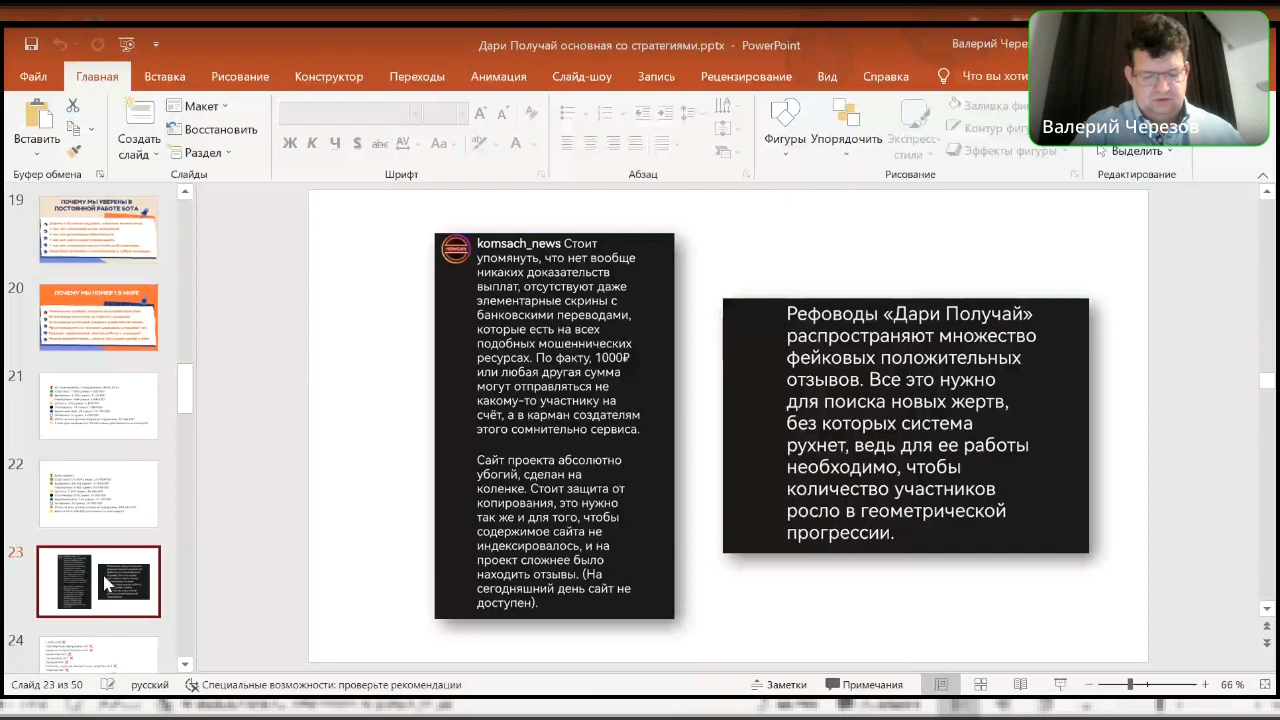 Дари Получай основная со стратегиями.pptx - PowerPoint
Валерий Чере
Файл
Главная
Вставка
Рисование
Конструктор
Переходы
Анимация
Слайд-шоу
Запись
Рецензирование
Вид
Справка
Что вы хоти
Валерий Черезов
Вставить
Создать
слайд
Макет
Восстановить
Раздел
Фигуры
Упорядочить
Экспресс-
стили
Заливка фиг
Контур фигу
Эффекты фигуры
Выделить
Буфер обмена
Слайды
Шрифт
Абзац
Рисование
Редактирование
19
ПОЧЕМУ МЫ УВЕРЕНЫ В
ПОСТОЯННОЙ РАБОТЕ БОТА
20
ПОЧЕМУ МЫ НОМЕР 1 В МИРЕ
21
22
23
24
komsch_news Стоит
упомянуть, что нет вообще
никаких доказательств
выплат, отсутствуют даже
элементарные скрины с
банковскими переводами,
которые есть на всех
подобных мошеннических
ресурсах. По факту, 1000₽
или любая другая сумма
могут отправляться не
какому-то участнику на
счёт, а в карман создателям
этого сомнительно сервиса.
Сайт проекта абсолютно
убогий, сделан на
коленке. Стоит защита от
копирования, это нужно
так же и для того, чтобы
содержимое сайта не
индексировалось, и на
проект сложнее было
находить отзывы. (На
сегодняшний день сайт не
доступен).
Рефоводы «Дари Получай»
распространяют множество
фейковых положительных
отзывов. Все это нужно
для поиска новых жертв,
без которых система
рухнет, ведь для ее работы
необходимо, чтобы
количество участников
росло в геометрической
прогрессии.
Слайд 23 из 50
русский
Специальные возможности: проверьте рекомендации
Заметки
Примечания
66 %